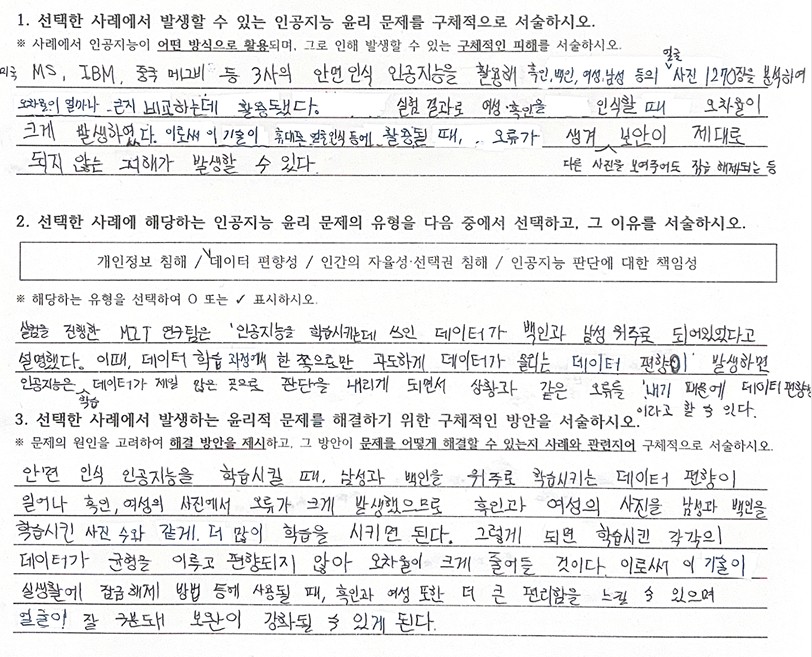 1. 선택한 사례에서 발생할 수 있는 인공지능 윤리 문제를 구체적으로 서술하시오.
※ 사례에서 인공지능이 어떤 방식으로 활용되며, 그로 인해 발생할 수 있는 구체적인 피해를 서술하시오.
미국 MS, IBM, 중국 메그비 등 3사의 안면 인식 인공지능을 활용해 흑인, 백인, 여성, 남성 등의 얼굴 사진 1270장을 분석하여
오차율이 얼마나 큰지 비교하는데 활용됐다. 실험 결과로 여성·흑인을 인식할 때 오차율이
크게 발생하였다. 이로써 이 기술이 휴대폰 얼굴인식 등에 활용될 때, 오류가 생겨 보안이 제대로
되지 않는 피해가 발생할 수 있다. 다른 사진을 보여주어도 잠금 해제되는 등
2. 선택한 사례에 해당하는 인공지능 윤리 문제의 유형을 다음 중에서 선택하고, 그 이유를 서술하시오.
개인정보 침해 / ✓데이터 편향성 / 인간의 자율성·선택권 침해 / 인공지능 판단에 대한 책임성
※ 해당하는 유형을 선택하여 O 또는 ✓ 표시하시오.
실험을 진행한 MIT 연구팀은 '인공지능을 학습시키는데 쓰인 데이터가 백인과 남성 위주로 되어있었다고
설명했다. 이때, 데이터 학습 과정에서 한 쪽으로만 과도하게 데이터가 쏠리는 데이터 편향이 발생하면
인공지능은 학습 데이터가 제일 많은 곳으로 판단을 내리게 되면서 상황과 같은 오류를 내기 때문에 데이터 편향성
이라고 할 수 있다.
3. 선택한 사례에서 발생하는 윤리적 문제를 해결하기 위한 구체적인 방안을 서술하시오.
※ 문제의 원인을 고려하여 해결 방안을 제시하고, 그 방안이 문제를 어떻게 해결할 수 있는지 사례와 관련지어 구체적으로 서술하시오.
안면 인식 인공지능을 학습시킬 때, 남성과 백인을 위주로 학습시키는 데이터 편향이
일어나 흑인, 여성의 사진에서 오류가 크게 발생했으므로 흑인과 여성의 사진을 남성과 백인을
학습시킨 사진 수와 같게, 더 많이 학습을 시키면 된다. 그렇게 되면 학습시킨 각각의
데이터가 균형을 이루고 편향되지 않아 오차율이 크게 줄어들 것이다. 이로써 이 기술이
실생활에 잠금해제 방법 등에 사용될 때, 흑인과 여성 또한 더 큰 편리함을 느낄 수 있으며
얼굴이 잘 구분돼 보안이 강화될 수 있게 된다.